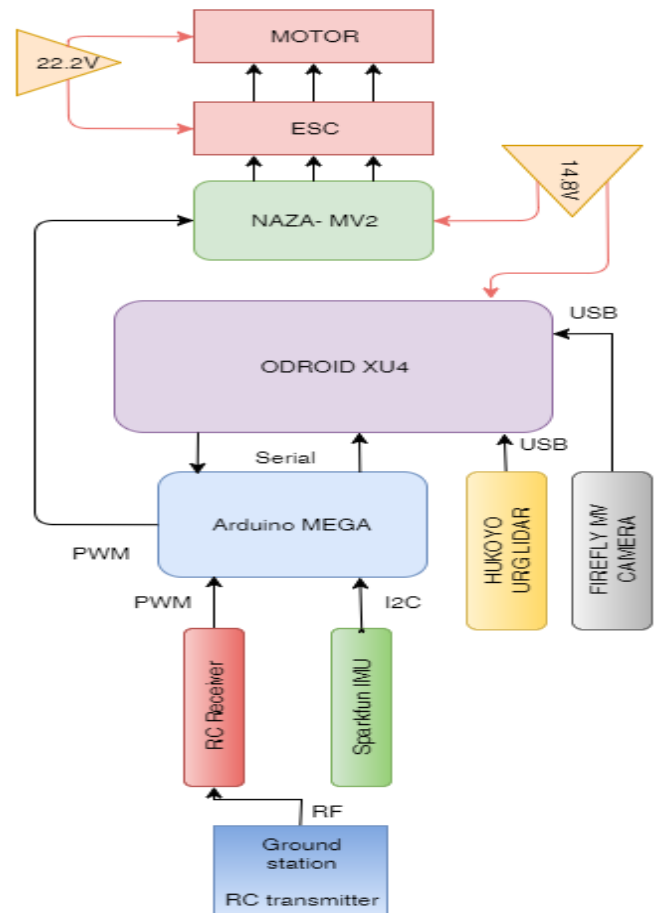 MOTOR
22.2V
ESC
14.8V
NAZA- MV2
USB
ODROID XU4
Serial
USB
Arduino MEGA
HUKOYO
URG LIDAR
FIREFLY MV
CAMERA
PWM
PWM
I2C
RC Receiver
Sparkfun IMU
RF
Ground
station
RC transmitter